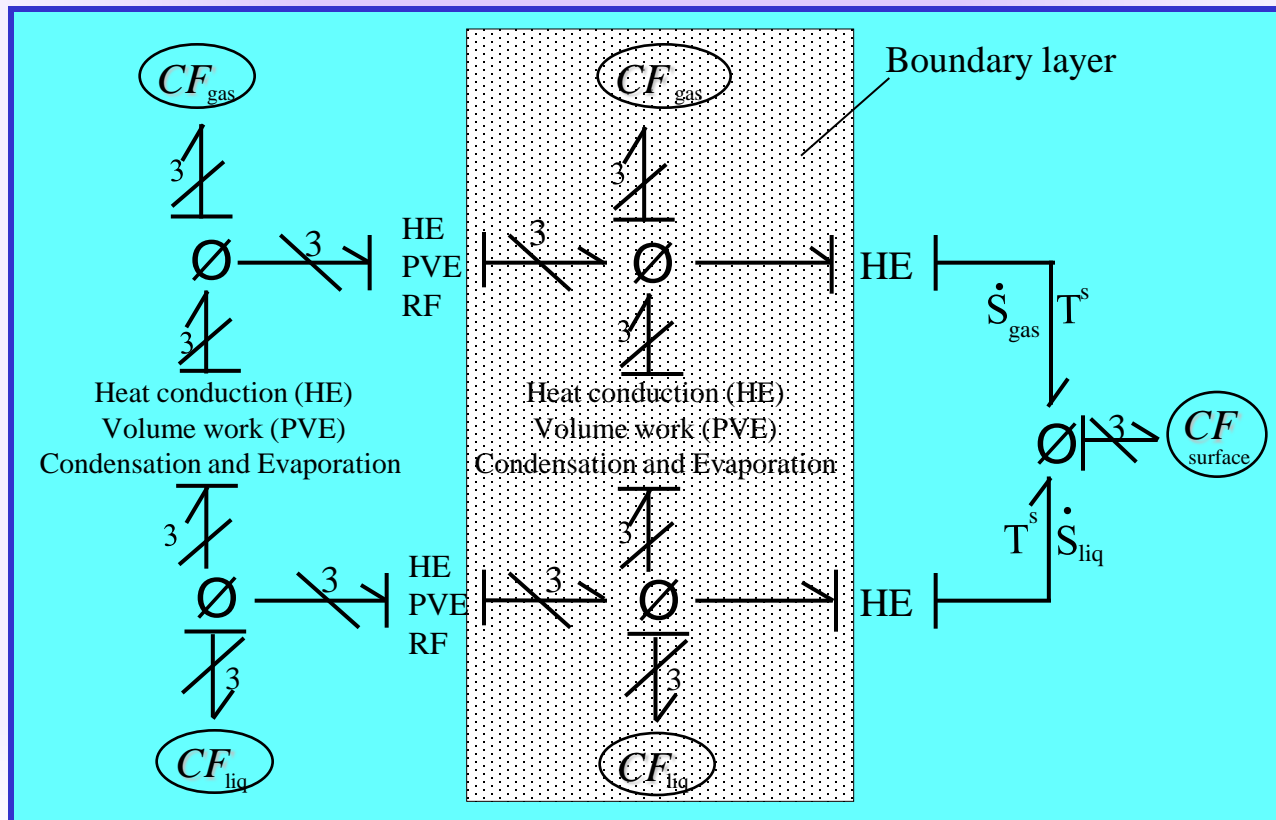 CF gas
CF gas
Boundary layer
3
3
3
3
Ø
HE
PVE
RF
Ø
HE
3
3
Ṡgas
T^s
Heat conduction (HE)
Volume work (PVE)
Condensation and Evaporation
Heat conduction (HE)
Volume work (PVE)
Condensation and Evaporation
Ø
3
CF
surface
3
3
T^s
Ṡliq
Ø
3
HE
PVE
RF
3
Ø
HE
3
3
CF liq
CF liq